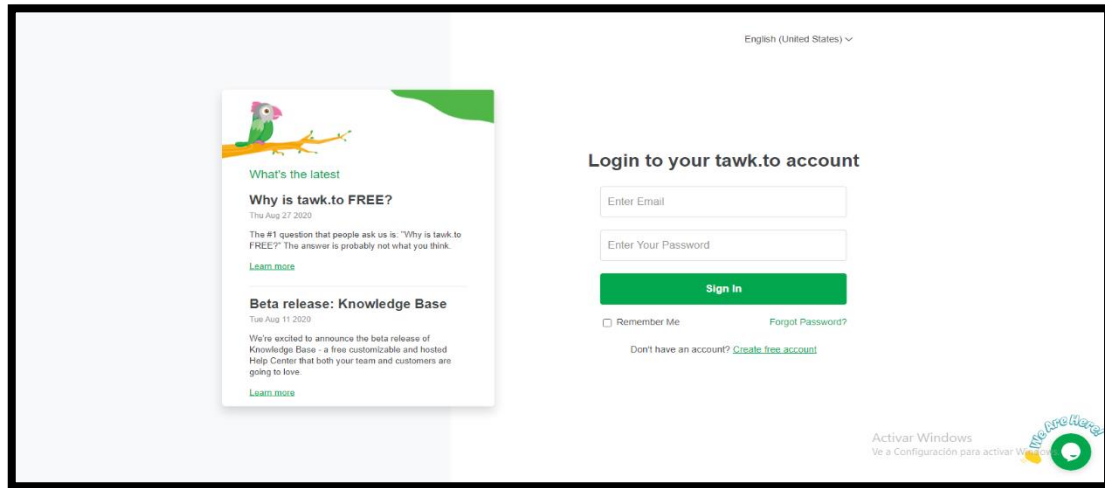 English (United States)
What's the latest
Why is tawk.to FREE?
Thu Aug 27 2020
The #1 question that people ask us is: "Why is tawk.to
FREE?" The answer is probably not what you think.
Learn more
Beta release: Knowledge Base
Tue Aug 11 2020
We're excited to announce the beta release of
Knowledge Base - a free customizable and hosted
Help Center that both your team and customers are
going to love.
Learn more
Login to your tawk.to account
Enter Email
Enter Your Password
Sign In
Remember Me
Forgot Password?
Don't have an account? Create free account
We Are Here!
Activar Windows
Ve a Configuración para activar Windows.